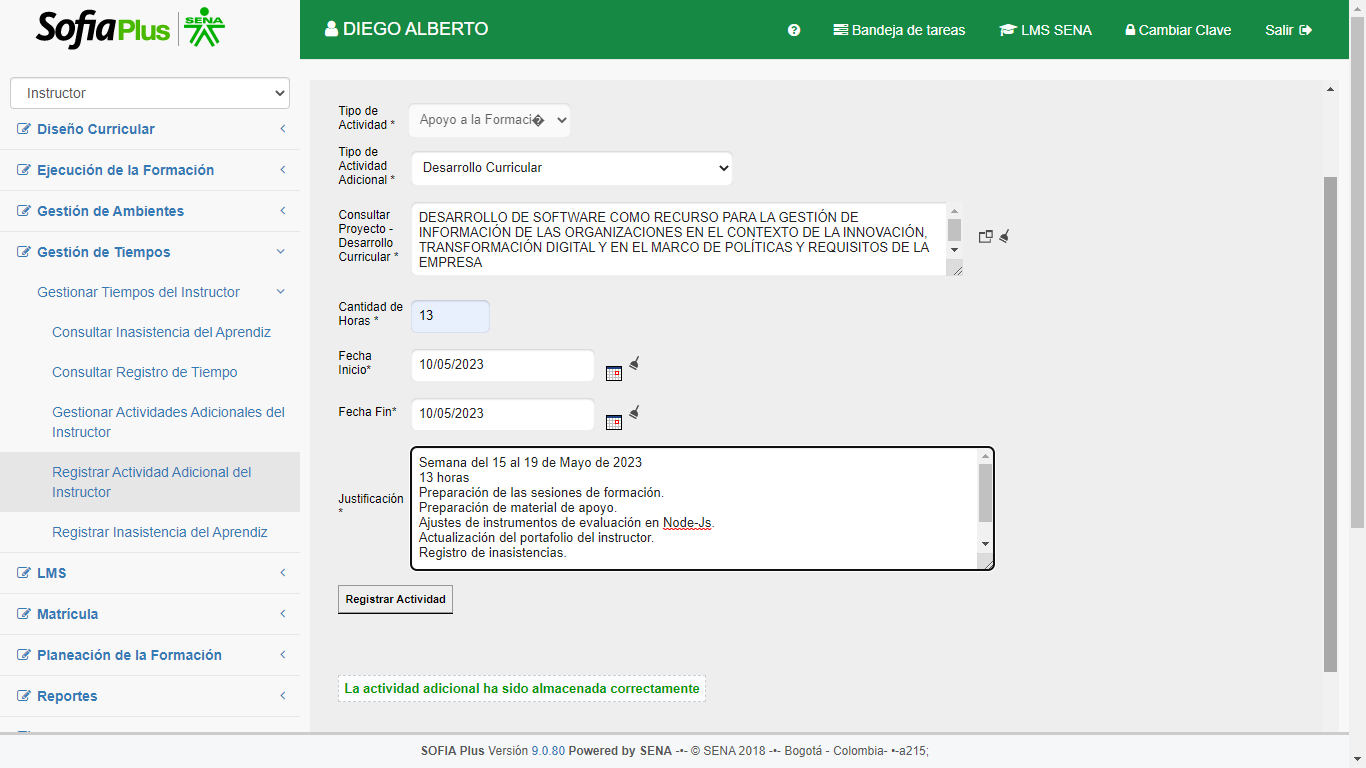 SofiaPlus SENA
DIEGO ALBERTO
Bandeja de tareas
LMS SENA
Cambiar Clave
Salir
Instructor
Diseño Curricular
Ejecución de la Formación
Gestión de Ambientes
Gestión de Tiempos
Gestionar Tiempos del Instructor
Consultar Inasistencia del Aprendiz
Consultar Registro de Tiempo
Gestionar Actividades Adicionales del
Instructor
Registrar Actividad Adicional del
Instructor
Registrar Inasistencia del Aprendiz
LMS
Matrícula
Planeación de la Formación
Reportes
Tipo de
Actividad *
Apoyo a la Formaci�
Tipo de
Actividad
Adicional *
Desarrollo Curricular
Consultar
Proyecto -
Desarrollo
Curricular *
DESARROLLO DE SOFTWARE COMO RECURSO PARA LA GESTIÓN DE
INFORMACIÓN DE LAS ORGANIZACIONES EN EL CONTEXTO DE LA INNOVACIÓN,
TRANSFORMACIÓN DIGITAL Y EN EL MARCO DE POLÍTICAS Y REQUISITOS DE LA
EMPRESA
Cantidad de
Horas *
13
Fecha
Inicio*
10/05/2023
Fecha Fin*
10/05/2023
Justificación
*
Semana del 15 al 19 de Mayo de 2023
13 horas
Preparación de las sesiones de formación.
Preparación de material de apoyo.
Ajustes de instrumentos de evaluación en Node-Js.
Actualización del portafolio del instructor.
Registro de inasistencias.
Registrar Actividad
La actividad adicional ha sido almacenada correctamente
SOFIA Plus Versión 9.0.80 Powered by SENA -•- © SENA 2018 -•- Bogotá - Colombia- •-a215;